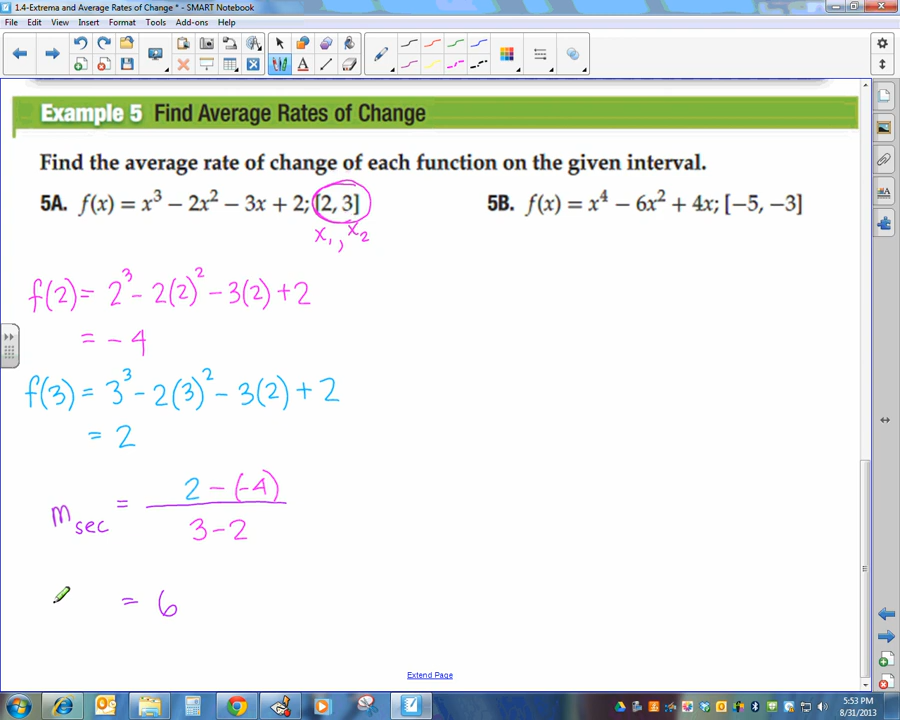 1.4-Extrema and Average Rates of Change * - SMART Notebook
File Edit View Insert Format Tools Add-ons Help
Example 5 Find Average Rates of Change
Find the average rate of change of each function on the given interval.
5A. f(x) = x³ − 2x² − 3x + 2; [2, 3]
x₁, x₂
5B. f(x) = x⁴ − 6x² + 4x; [−5, −3]
f(2) = 2³ − 2(2)² − 3(2) + 2
= −4
f(3) = 3³ − 2(3)² − 3(2) + 2
= 2
m_sec = 2 − (−4)
3 − 2
= 6
Extend Page
5:53 PM
8/31/2013